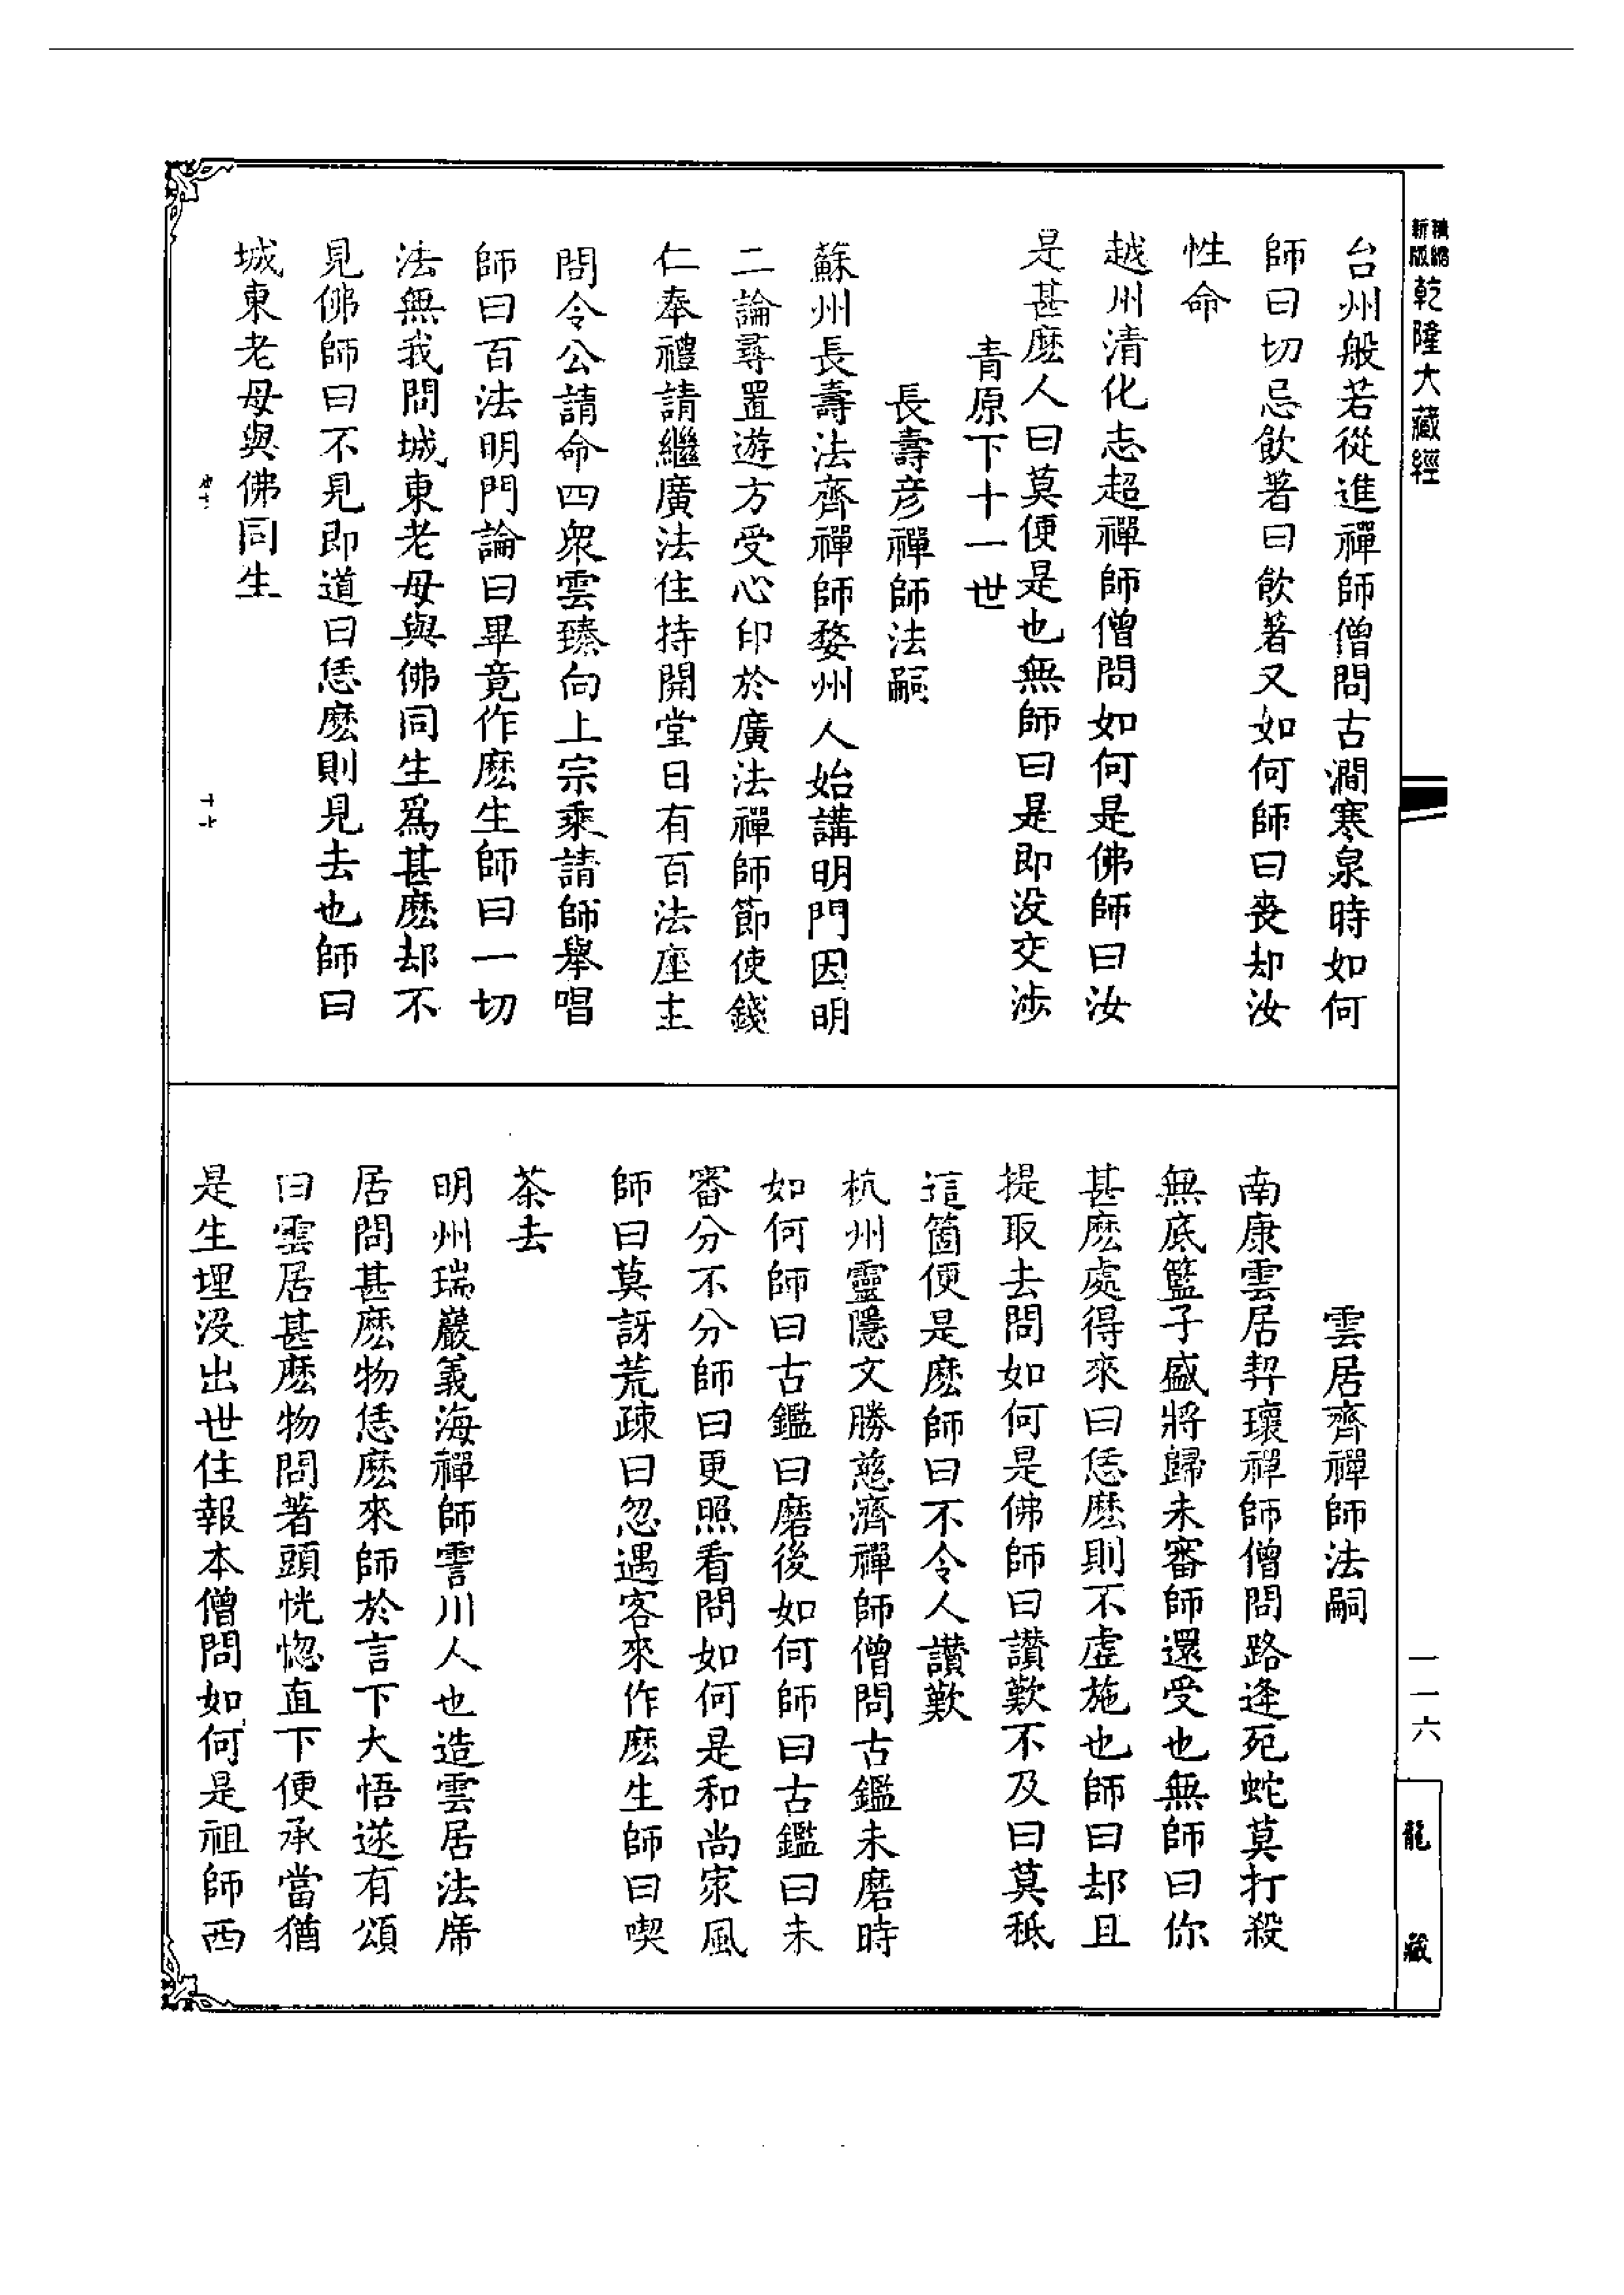 乾隆大藏經
台州般若從進禪師僧問古澗寒泉時如何
師曰切忌飲著曰飲著又如何師曰喪却汝
性命
越州清化志超禪師僧問如何是佛師曰汝
是甚麽人曰莫便是也無師曰是即没交涉
青原下十一世
長壽彥禪師法嗣
蘇州長壽法齊禪師婺州人始講明門因明
二論尋置遊方受心印於廣法禪師節使錢
仁奉禮請繼廣法住持開堂日有百法座主
問令公請命四衆雲臻向上宗乘請師舉唱
師曰百法明門論曰畢竟作麽生師曰一切
法無我問城東老母與佛同生爲甚麽却不
見佛師曰不見即道曰恁麽則見去也師曰
城東老母與佛同生
十七
雲居齊禪師法嗣
南康雲居契瓌禪師僧問路逢死蛇莫打殺
無底籃子盛將歸未審師還受也無師曰你
甚麽處得來曰恁麽則不虛施也師曰却且
提取去問如何是佛師曰讚歎不及曰莫秖
這箇便是麽師曰不令人讚歎
杭州靈隱文勝慈濟禪師僧問古鑑未磨時
如何師曰古鑑曰磨後如何師曰古鑑曰未
審分不分師曰更照看問如何是和尚家風
師曰莫訝荒疎曰忽遇客來作麽生師曰喫
茶去
明州瑞巖義海禪師霅川人也造雲居法席
居問甚麽物恁麽來師於言下大悟遂有頌
曰雲居甚麽物問著頭恍惚直下便承當猶
是生埋没出世住報本僧問如何是祖師西
一一六
龍藏